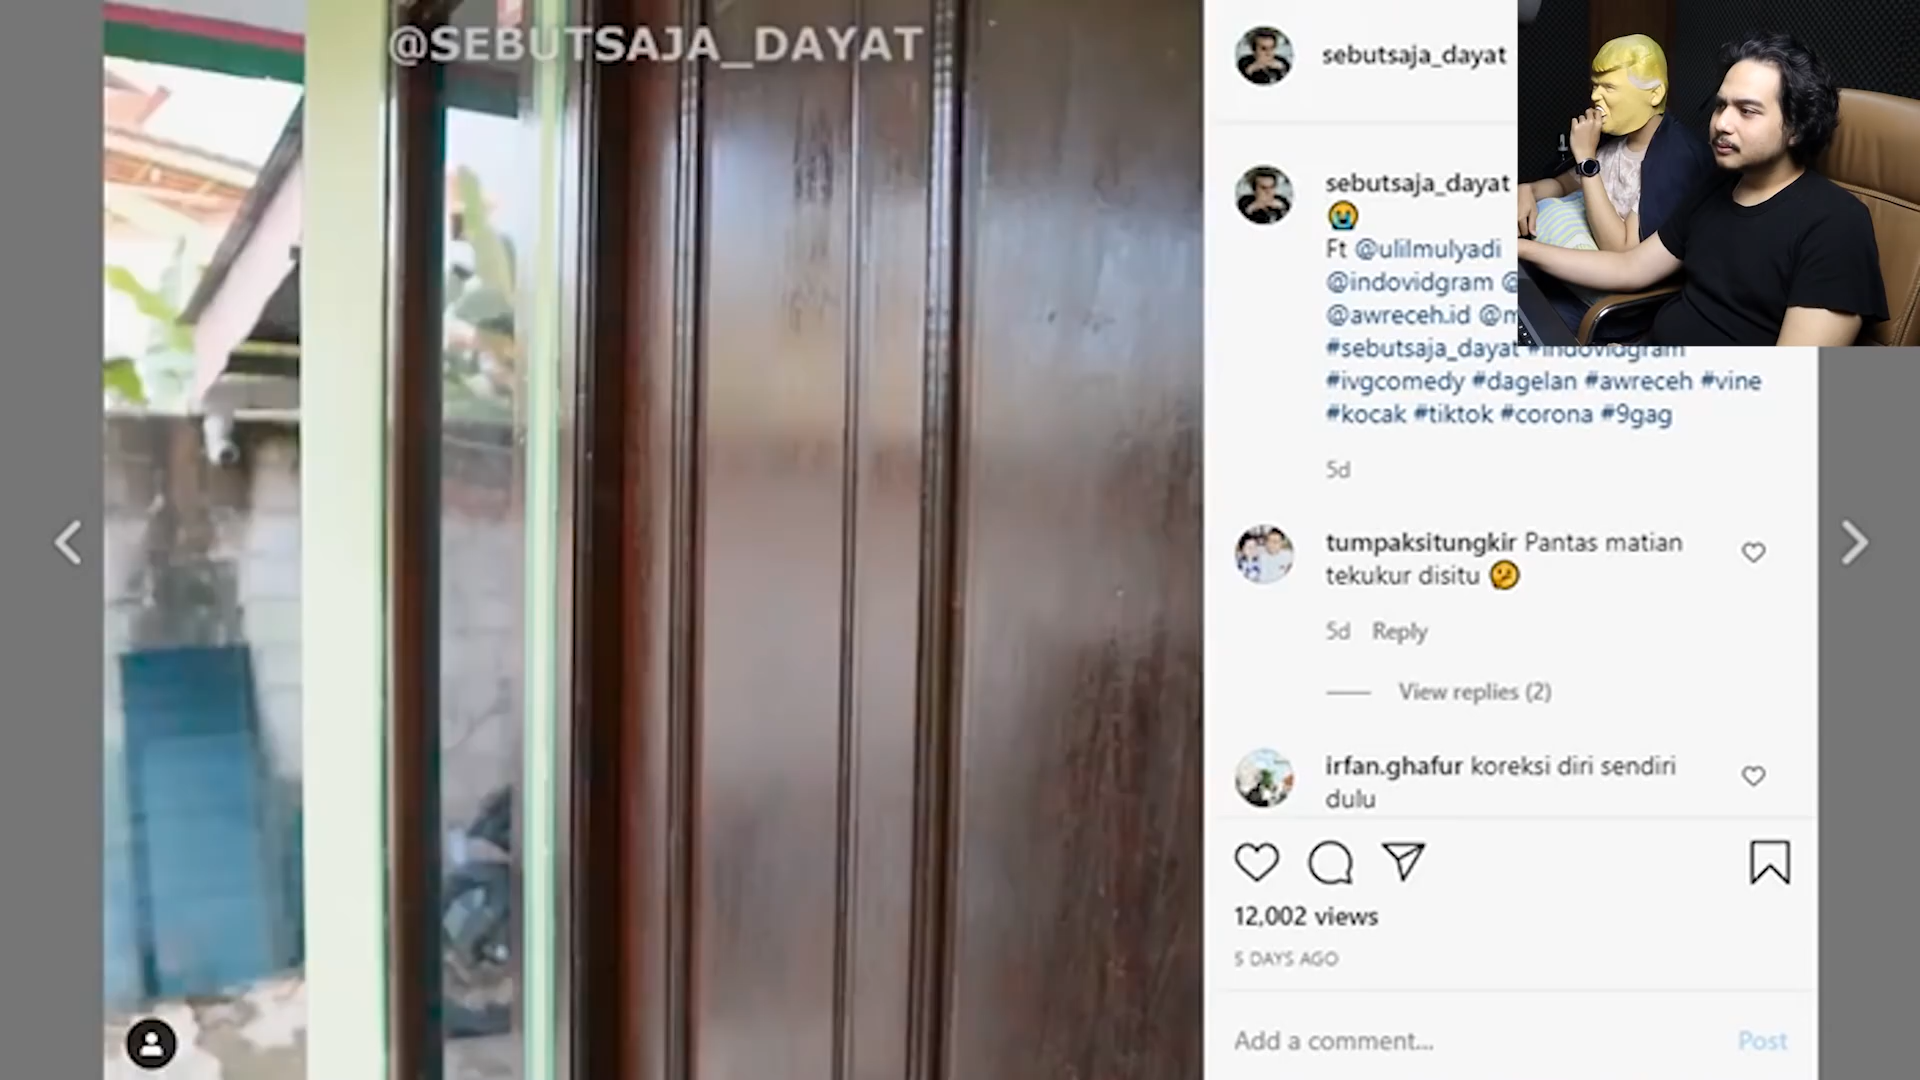 @SEBUTSAJA_DAYAT
sebutsaja_dayat
sebutsaja_dayat
😭
Ft @ulilmulyadi
@indovidgram @
@awreceh.id @m
#sebutsaja_dayat #indovidgram
#ivgcomedy #dagelan #awreceh #vine
#kocak #tiktok #corona #9gag
5d
tumpaksitungkir Pantas matian
tekukur disitu 🤔
5d Reply
View replies (2)
irfan.ghafur koreksi diri sendiri
dulu
12,002 views
5 DAYS AGO
Add a comment...
Post